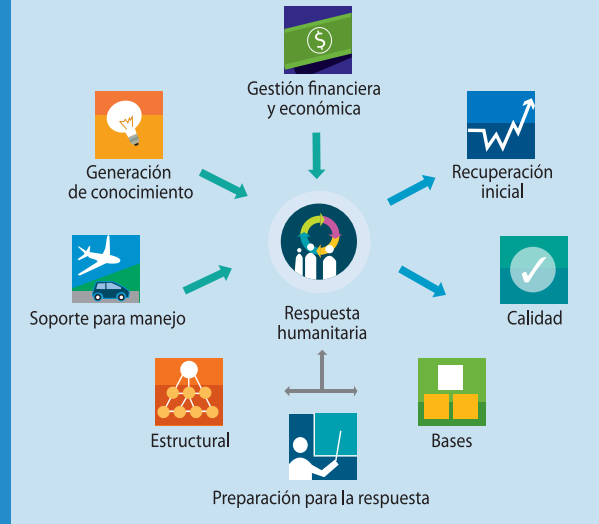 $
Gestión financiera
y económica
Generación
de conocimiento
Recuperación
inicial
Soporte para manejo
Respuesta
humanitaria
Calidad
Estructural
Bases
Preparación para la respuesta